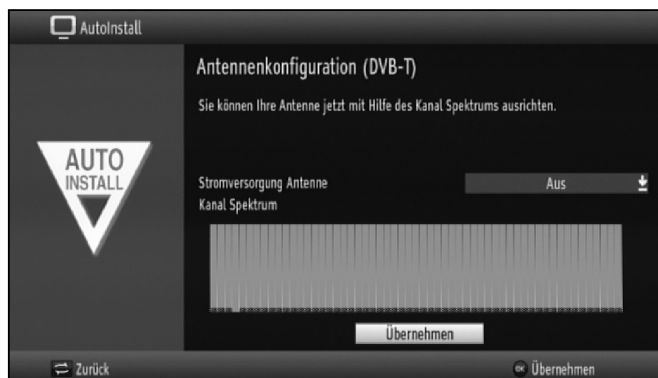 AutoInstall
Antennenkonfiguration (DVB-T)
Sie können Ihre Antenne jetzt mit Hilfe des Kanal Spektrums ausrichten.
AUTO
INSTALL
Stromversorgung Antenne Aus
Kanal Spektrum
Übernehmen
Zurück OK Übernehmen